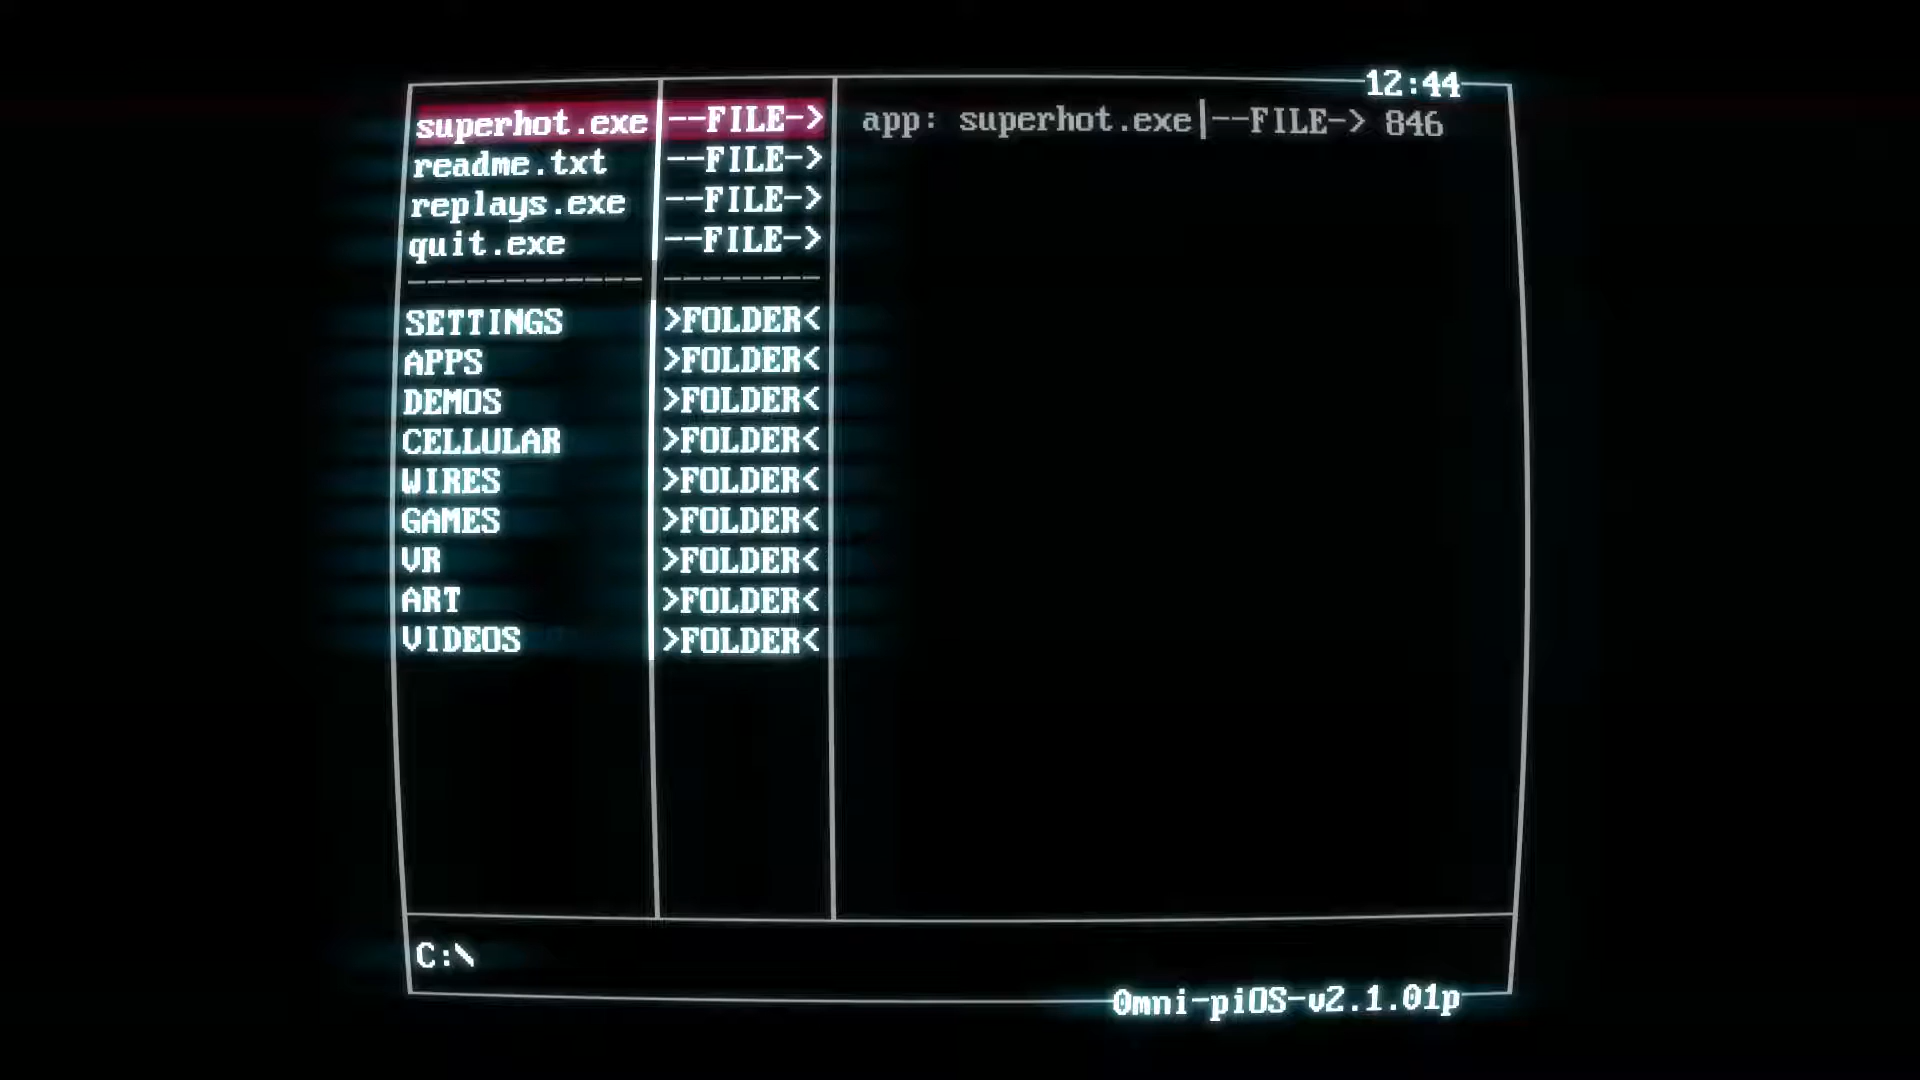 12:44
superhot.exe|--FILE-> app: superhot.exe|--FILE-> 846
readme.txt --FILE->
replays.exe --FILE->
quit.exe --FILE->
------------ --------
SETTINGS >FOLDER<
APPS >FOLDER<
DEMOS >FOLDER<
CELLULAR >FOLDER<
WIRES >FOLDER<
GAMES >FOLDER<
VR >FOLDER<
ART >FOLDER<
VIDEOS >FOLDER<
C:\
0mni-piOS-v2.1.01p